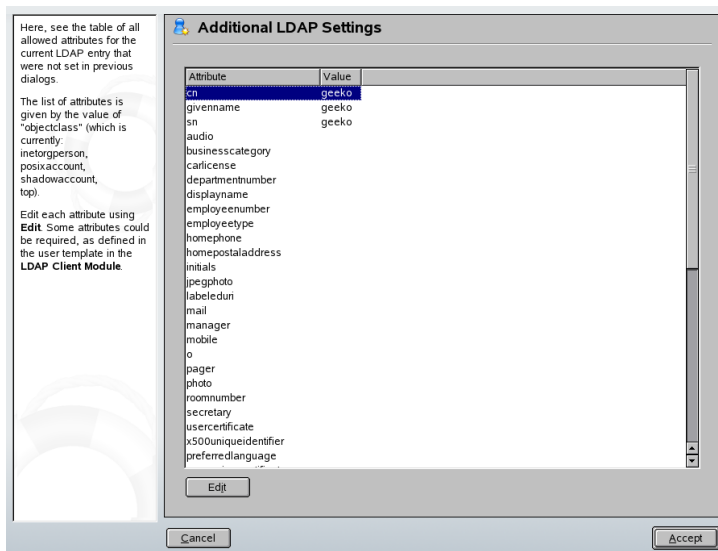 Here, see the table of all
allowed attributes for the
current LDAP entry that
were not set in previous
dialogs.
The list of attributes is
given by the value of
"objectclass" (which is
currently:
inetorgperson,
posixaccount,
shadowaccount,
top).
Edit each attribute using
Edit. Some attributes could
be required, as defined in
the user template in the
LDAP Client Module.
Additional LDAP Settings
Attribute Value
cn geeko
givenname geeko
sn geeko
audio
businesscategory
carlicense
departmentnumber
displayname
employeenumber
employeetype
homephone
homepostaladdress
initials
jpegphoto
labeleduri
mail
manager
mobile
o
pager
photo
roomnumber
secretary
usercertificate
x500uniqueidentifier
preferredlanguage
Edit
Cancel Accept